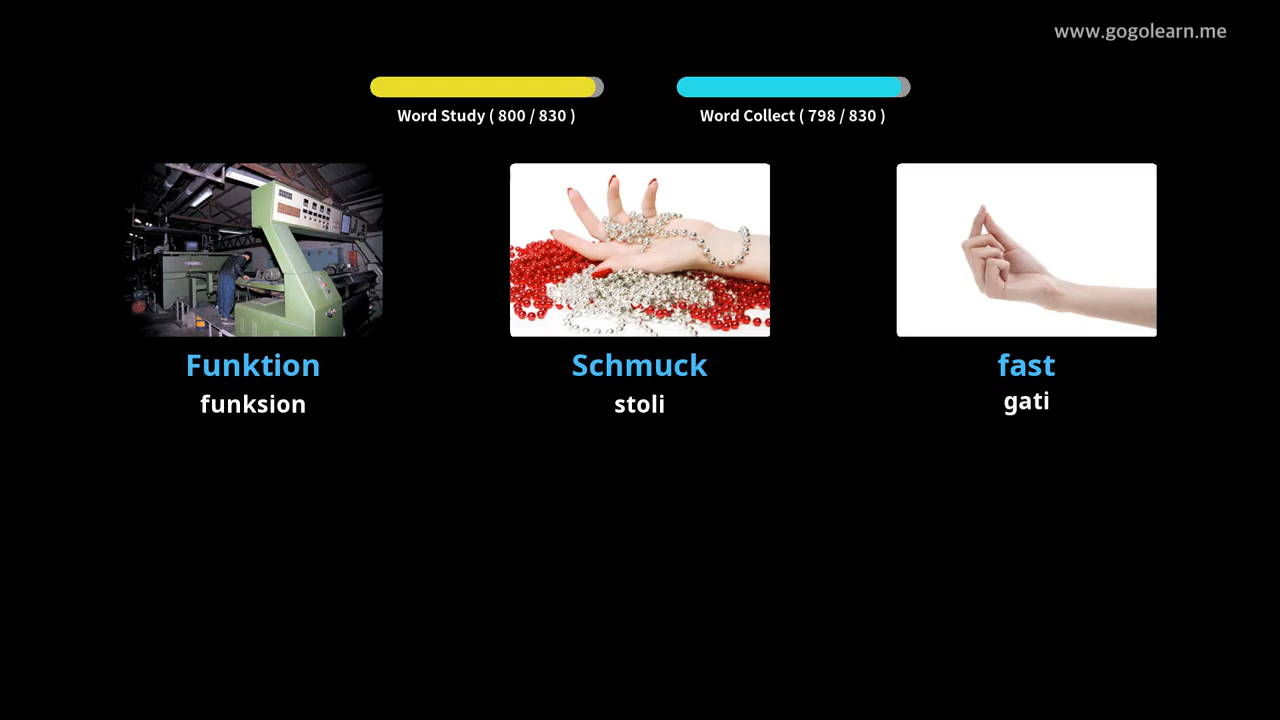 www.gogolearn.me
Word Study ( 800 / 830 )
Word Collect ( 798 / 830 )
Funktion
funksion
Schmuck
stoli
fast
gati